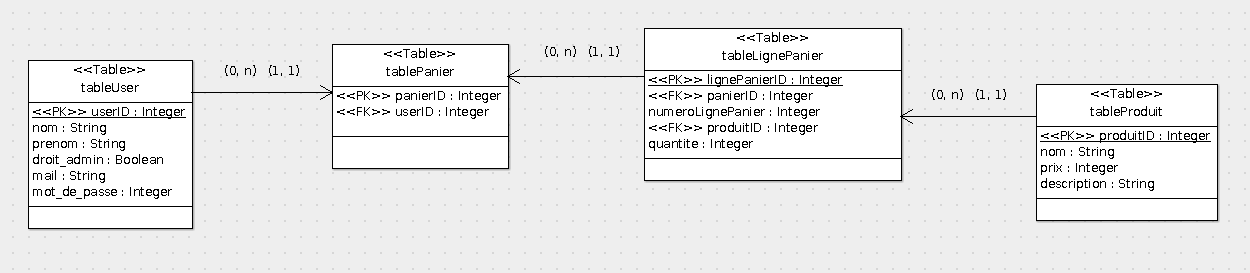 <<Table>>
tableUser
<<PK>> userID : Integer
nom : String
prenom : String
droit_admin : Boolean
mail : String
mot_de_passe : Integer
(0, n) (1, 1)
<<Table>>
tablePanier
<<PK>> panierID : Integer
<<FK>> userID : Integer
(0, n) (1, 1)
<<Table>>
tableLignePanier
<<PK>> lignePanierID : Integer
<<FK>> panierID : Integer
numeroLignePanier : Integer
<<FK>> produitID : Integer
quantite : Integer
(0, n) (1, 1)
<<Table>>
tableProduit
<<PK>> produitID : Integer
nom : String
prix : Integer
description : String